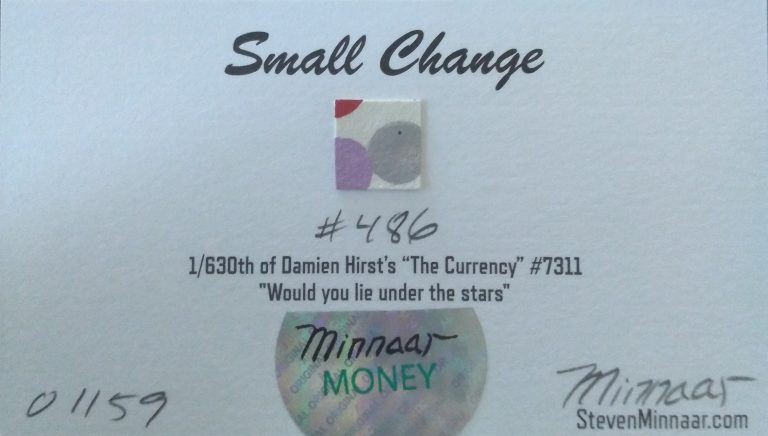 Small Change
#486
1/630th of Damien Hirst's "The Currency" #7311
"Would you lie under the stars"
Minnaar
MONEY
01159
Minnaar
StevenMinnaar.com